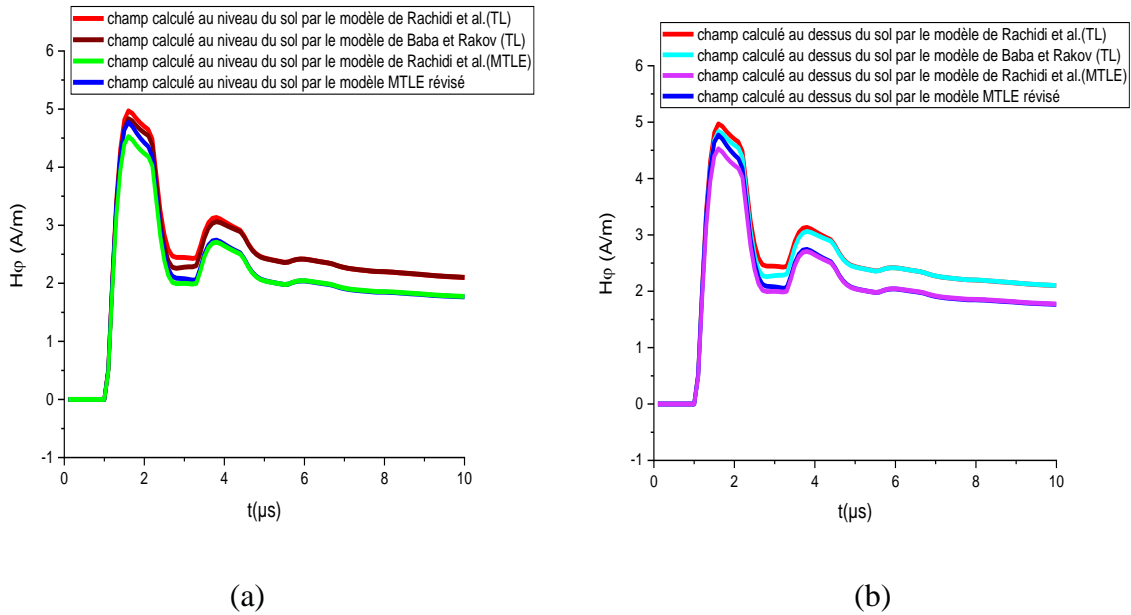 champ calculé au niveau du sol par le modèle de Rachidi et al.(TL)
champ calculé au niveau du sol par le modèle de Baba et Rakov (TL)
champ calculé au niveau du sol par le modèle de Rachidi et al.(MTLE)
champ calculé au niveau du sol par le modèle MTLE révisé
6
5
4
3
2
1
0
-1
Hφ (A/m)
0 2 4 6 8 10
t(µs)
(a)
champ calculé au dessus du sol par le modèle de Rachidi et al.(TL)
champ calculé au dessus du sol par le modèle de Baba et Rakov (TL)
champ calculé au dessus du sol par le modèle de Rachidi et al.(MTLE)
champ calculé au dessus du sol par le modèle MTLE révisé
6
5
4
3
2
1
0
-1
Hφ (A/m)
0 2 4 6 8 10
t(µs)
(b)